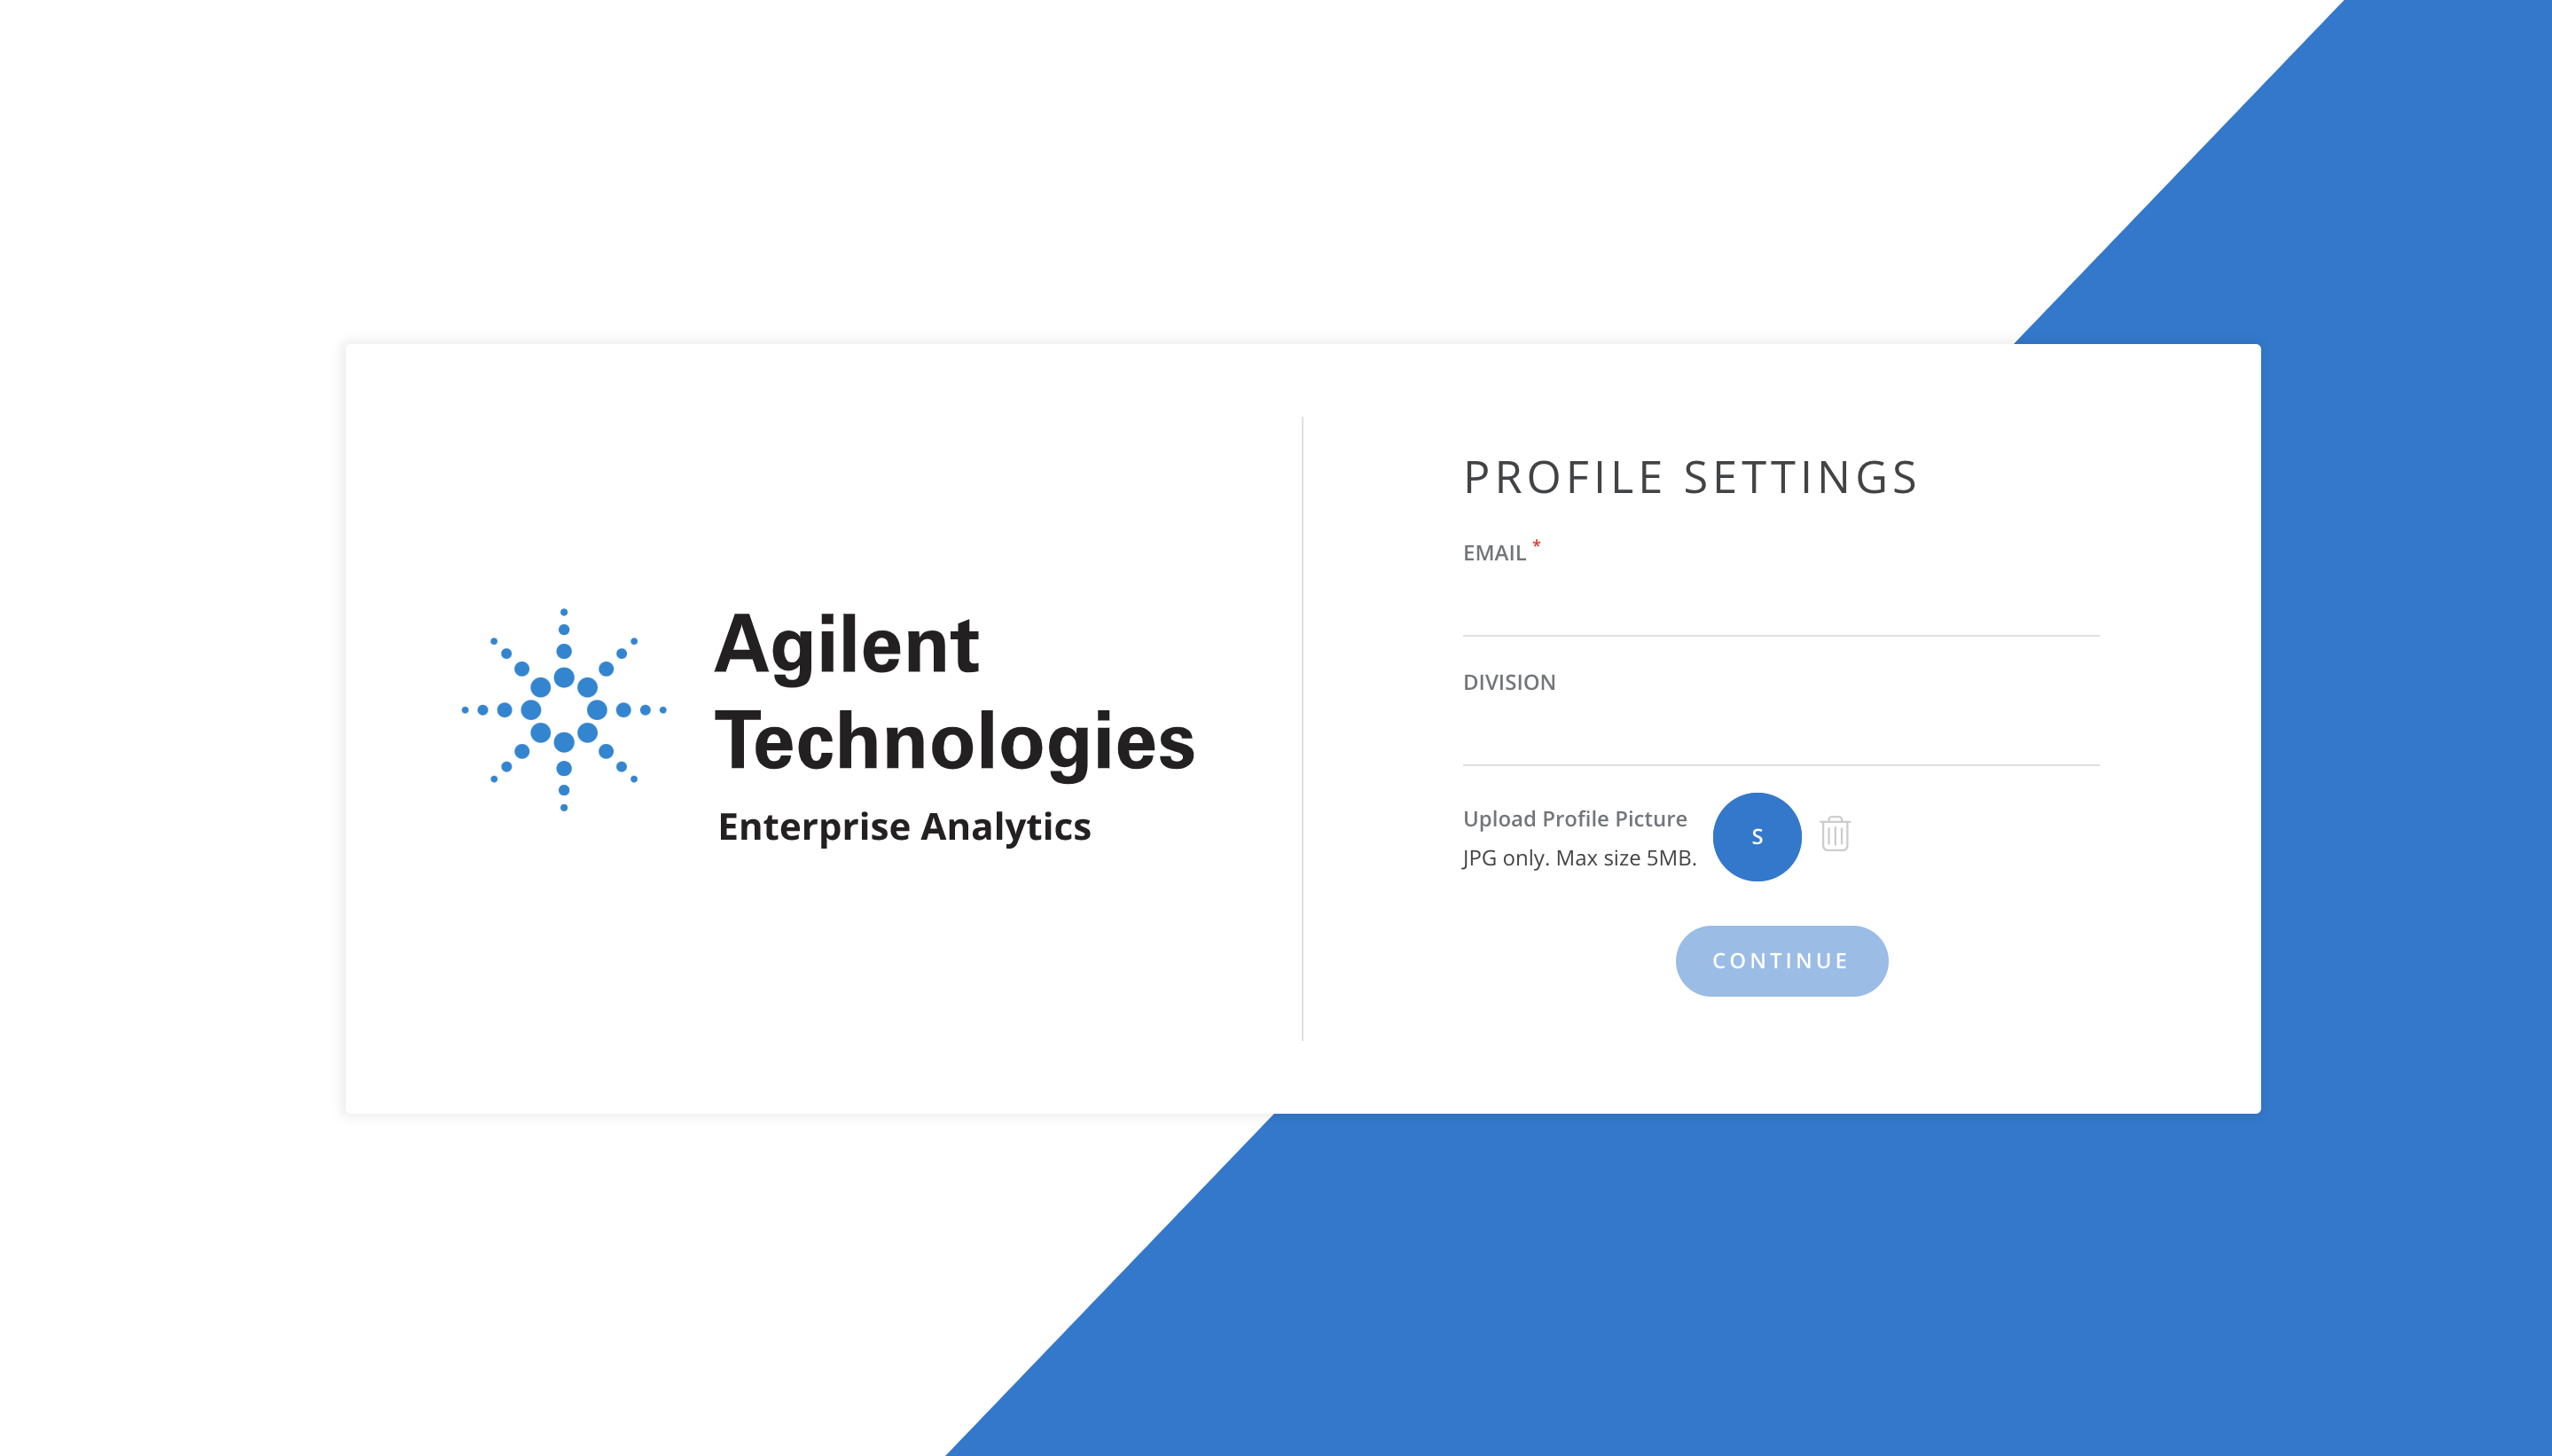 Agilent
Technologies
Enterprise Analytics
PROFILE SETTINGS
EMAIL *
DIVISION
Upload Profile Picture
JPG only. Max size 5MB.
S
CONTINUE